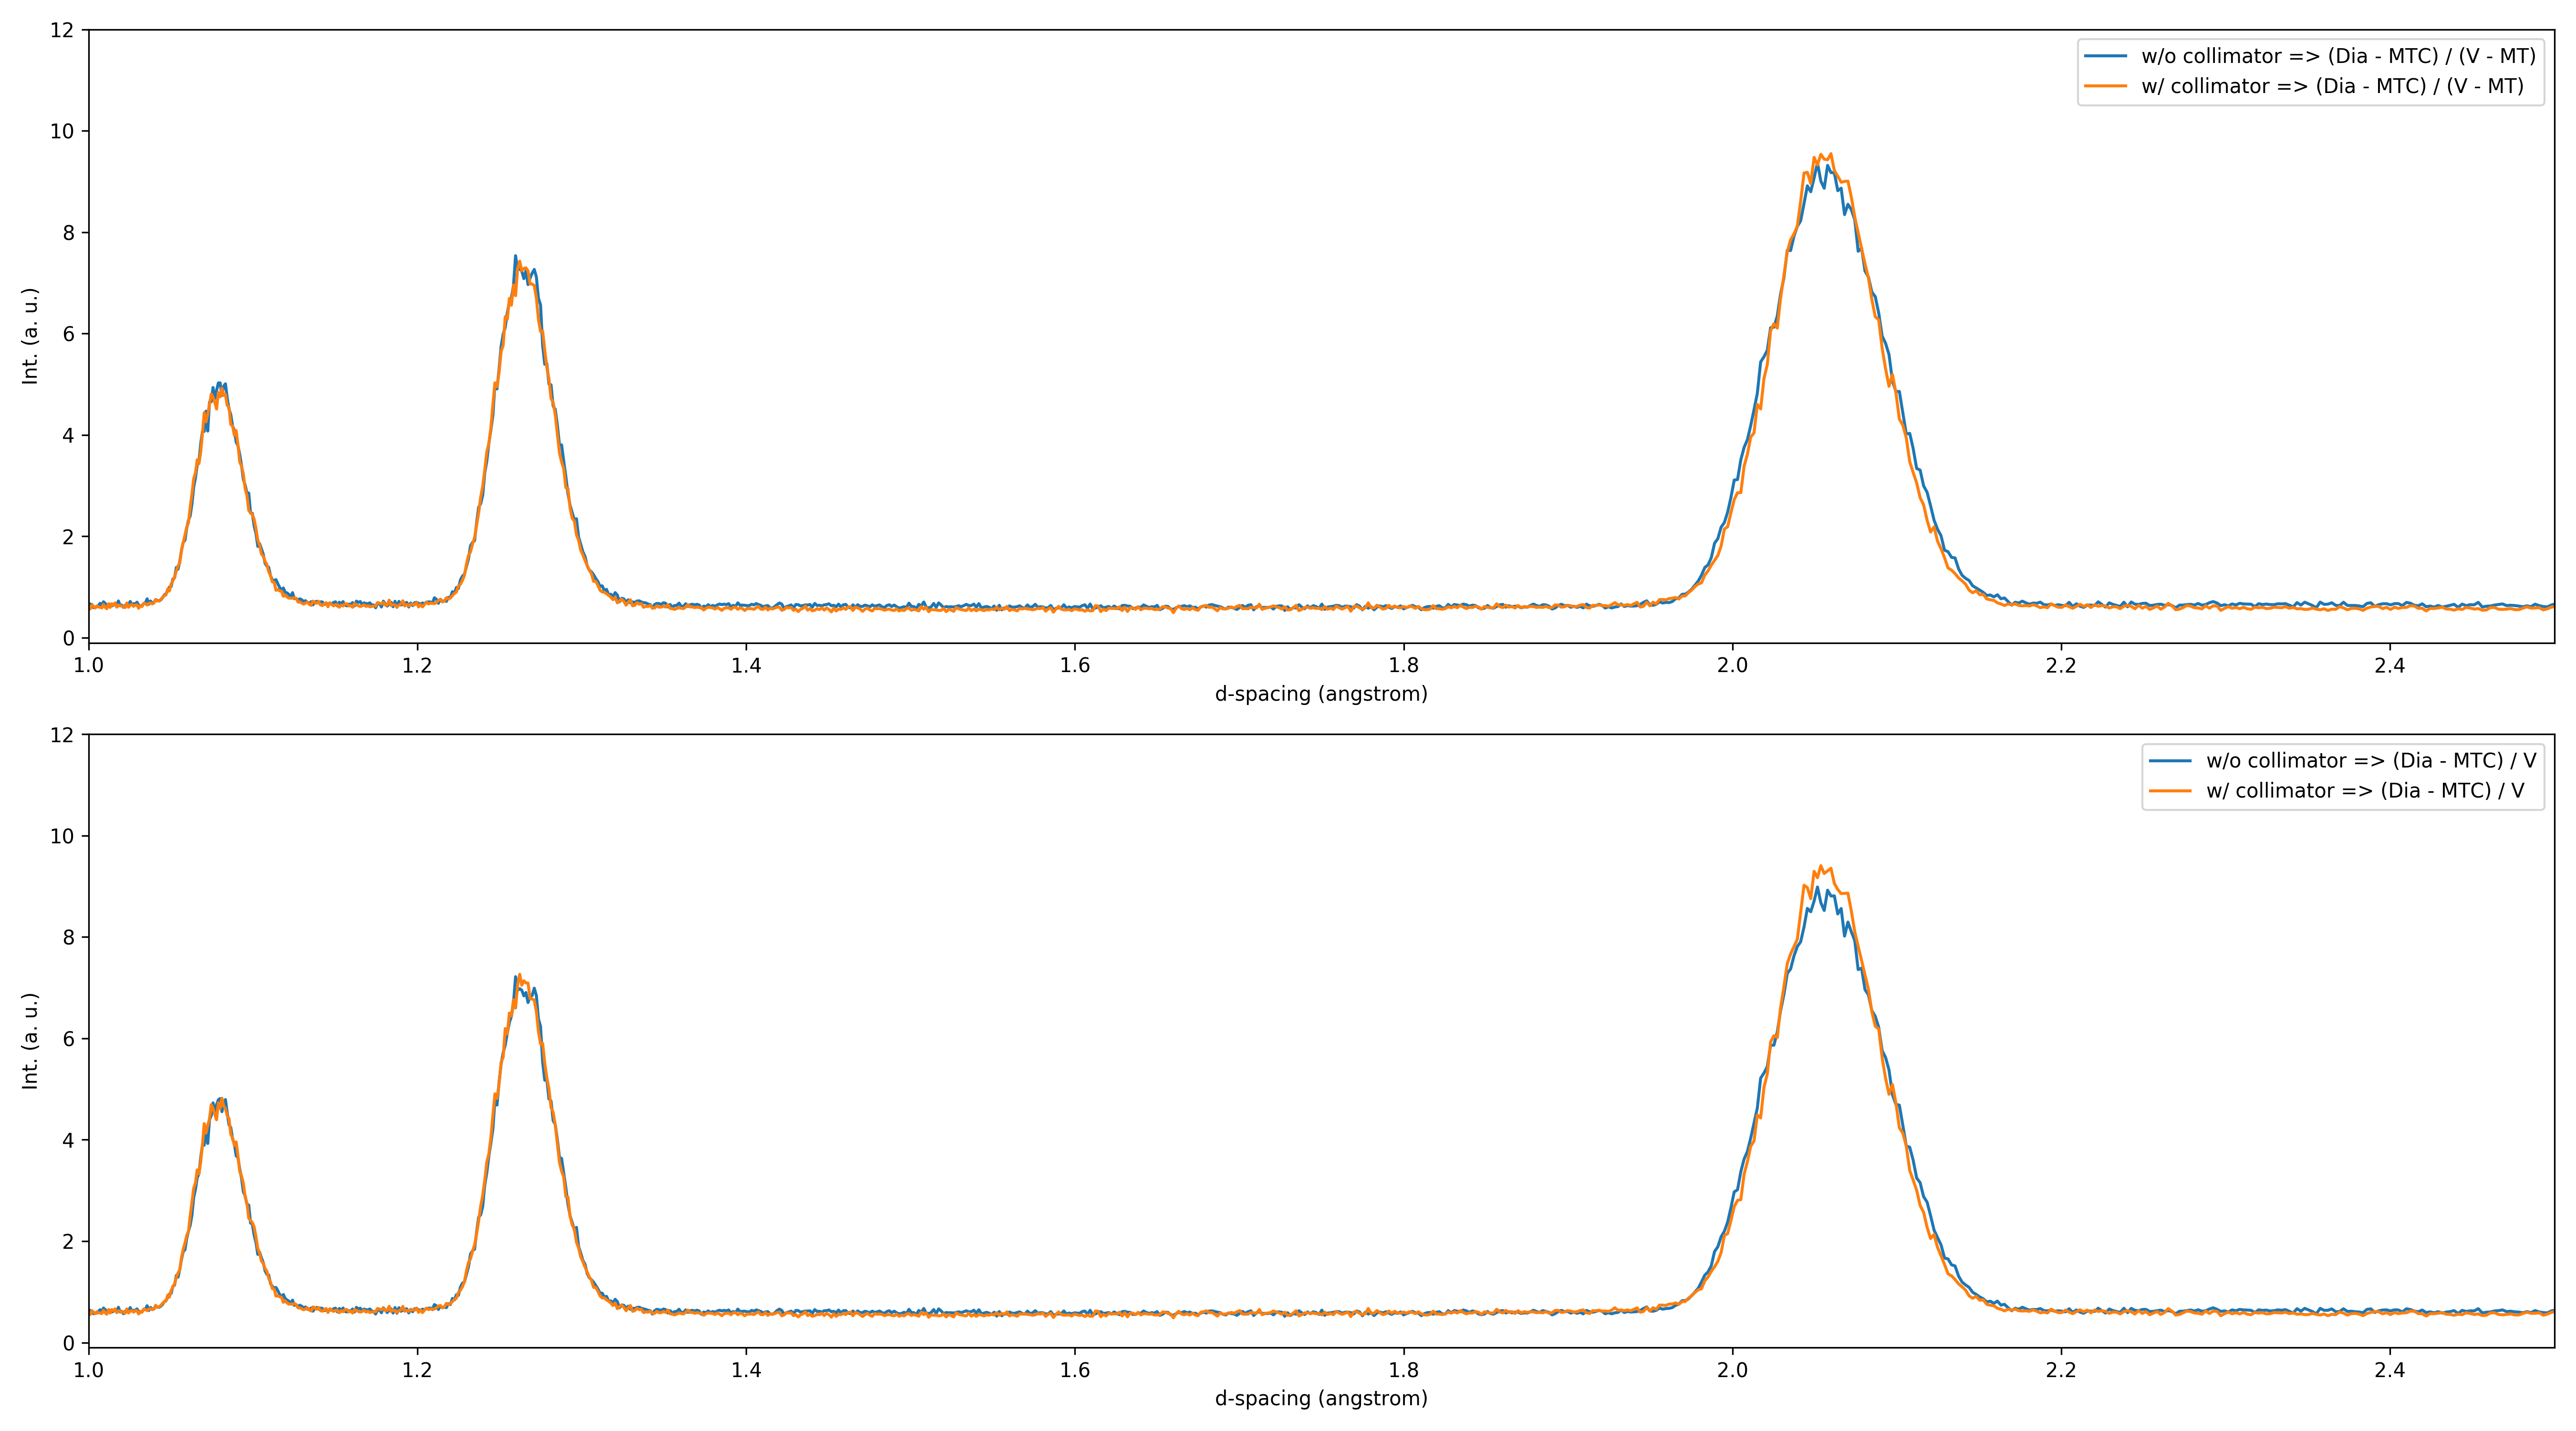 12
10
8
6
4
2
0
Int. (a. u.)
w/o collimator => (Dia - MTC) / (V - MT)
w/ collimator => (Dia - MTC) / (V - MT)
1.0 1.2 1.4 1.6 1.8 2.0 2.2 2.4
d-spacing (angstrom)
12
10
8
6
4
2
0
Int. (a. u.)
w/o collimator => (Dia - MTC) / V
w/ collimator => (Dia - MTC) / V
1.0 1.2 1.4 1.6 1.8 2.0 2.2 2.4
d-spacing (angstrom)